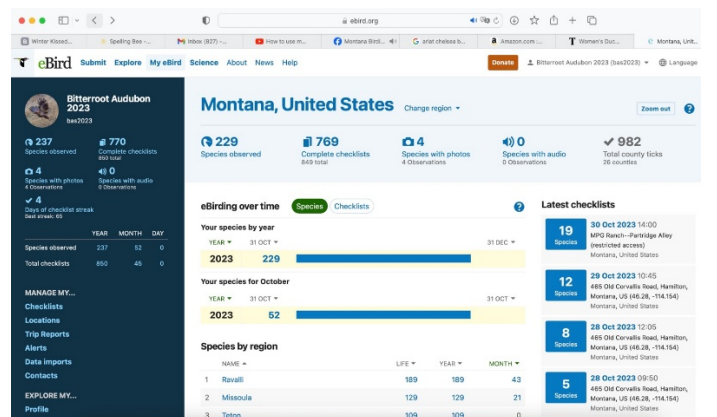 ebird.org
Winter Kissed...
Spelling Bee -...
Inbox (827) -...
How to use m...
Montana Birdi...
ariat chelsea b...
Amazon.com :...
Women's Duc...
Montana, Unit...
eBird Submit Explore My eBird Science About News Help
Donate
Bitterroot Audubon 2023 (bas2023)
Language
Bitterroot Audubon
2023
bas2023
237
Species observed
770
Complete checklists
850 total
4
Species with photos
4 Observations
0
Species with audio
0 Observations
4
Days of checklist streak
Best streak: 65
YEAR MONTH DAY
Species observed 237 52 0
Total checklists 850 46 0
MANAGE MY...
Checklists
Locations
Trip Reports
Alerts
Data imports
Contacts
EXPLORE MY...
Profile
Montana, United States
Change region
Zoom out
?
229
Species observed
769
Complete checklists
849 total
4
Species with photos
4 Observations
0
Species with audio
0 Observations
982
Total county ticks
26 counties
eBirding over time
Species
Checklists
?
Your species by year
YEAR 31 OCT 31 DEC
2023 229
Your species for October
YEAR 31 OCT 31 OCT
2023 52
Species by region
NAME LIFE YEAR MONTH
1 Ravalli 189 189 43
2 Missoula 129 129 21
3 Teton 109 109 0
Latest checklists
19
Species
30 Oct 2023 14:00
MPG Ranch--Partridge Alley
(restricted access)
Montana, United States
12
Species
29 Oct 2023 10:45
465 Old Corvallis Road, Hamilton,
Montana, US (46.28, -114.154)
Montana, United States
8
Species
28 Oct 2023 12:05
465 Old Corvallis Road, Hamilton,
Montana, US (46.28, -114.154)
Montana, United States
5
Species
28 Oct 2023 09:50
465 Old Corvallis Road, Hamilton,
Montana, US (46.28, -114.154)
Montana, United States